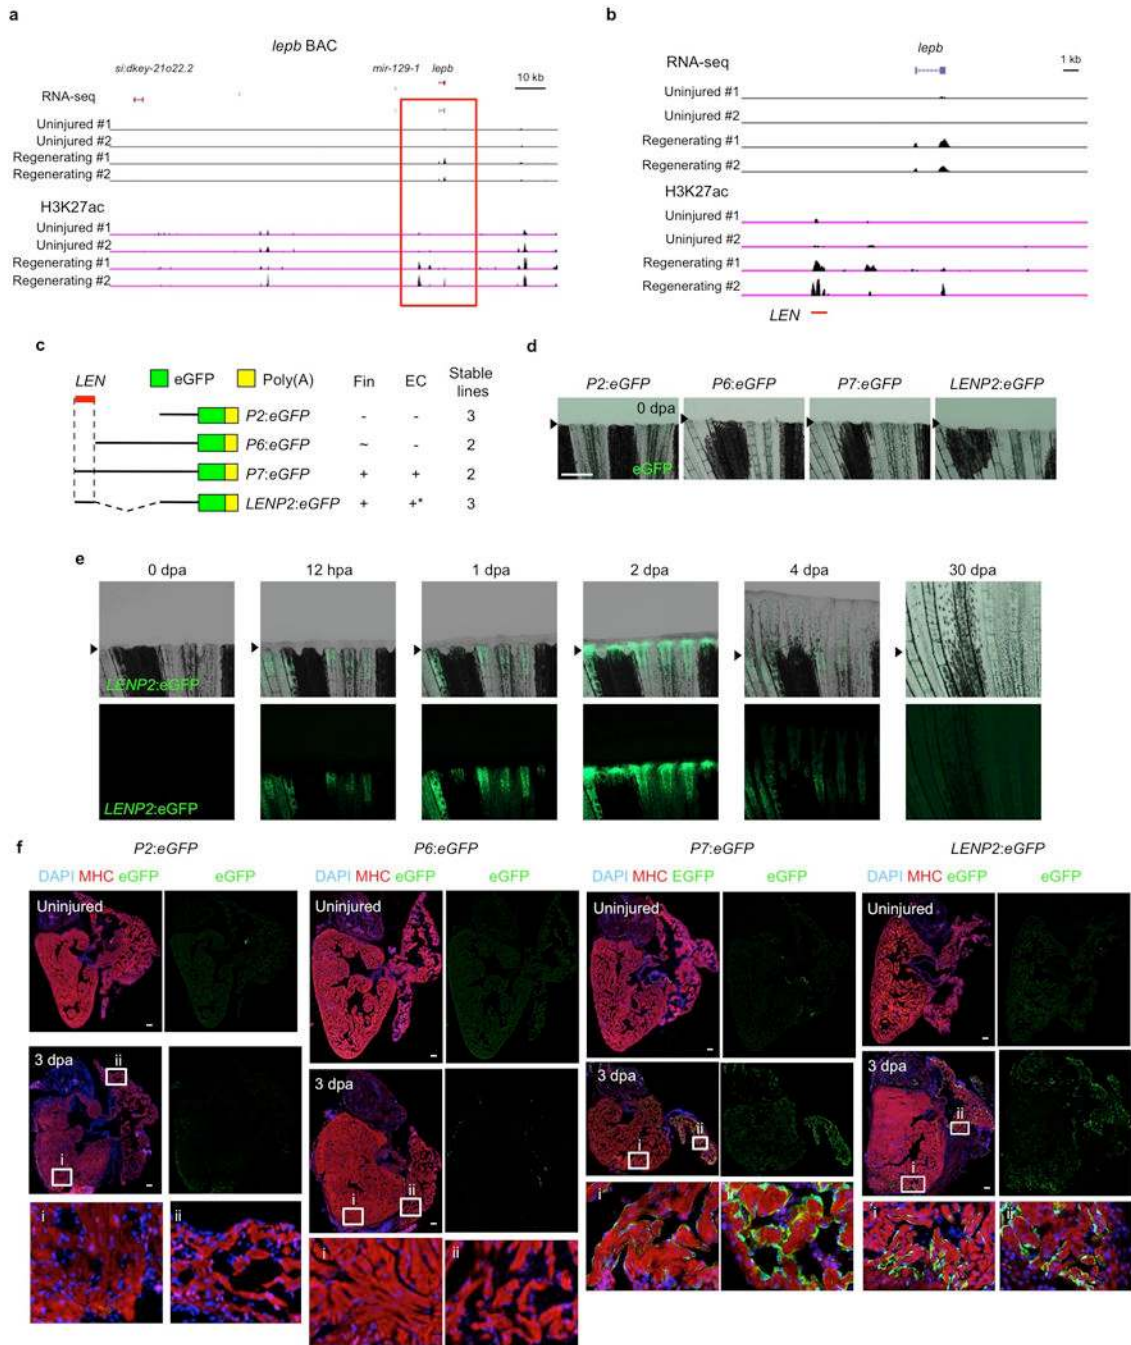 a
lepb BAC
si:dkey-21o22.2
mir-129-1 lepb
10 kb
RNA-seq
Uninjured #1
Uninjured #2
Regenerating #1
Regenerating #2
H3K27ac
Uninjured #1
Uninjured #2
Regenerating #1
Regenerating #2
b
lepb
RNA-seq
1 kb
Uninjured #1
Uninjured #2
Regenerating #1
Regenerating #2
H3K27ac
Uninjured #1
Uninjured #2
Regenerating #1
Regenerating #2
LEN
c
LEN eGFP Poly(A) Fin EC Stable lines
P2:eGFP - - 3
P6:eGFP ~ - 2
P7:eGFP + + 2
LENP2:eGFP + +* 3
d
P2:eGFP P6:eGFP P7:eGFP LENP2:eGFP
0 dpa
eGFP
e
0 dpa 12 hpa 1 dpa 2 dpa 4 dpa 30 dpa
LENP2:eGFP
LENP2:eGFP
f
P2:eGFP P6:eGFP P7:eGFP LENP2:eGFP
DAPI MHC eGFP eGFP DAPI MHC eGFP eGFP DAPI MHC EGFP eGFP DAPI MHC eGFP eGFP
Uninjured Uninjured Uninjured Uninjured
3 dpa ii i
3 dpa i ii
3 dpa i ii
3 dpa ii i
i ii i ii i ii i ii